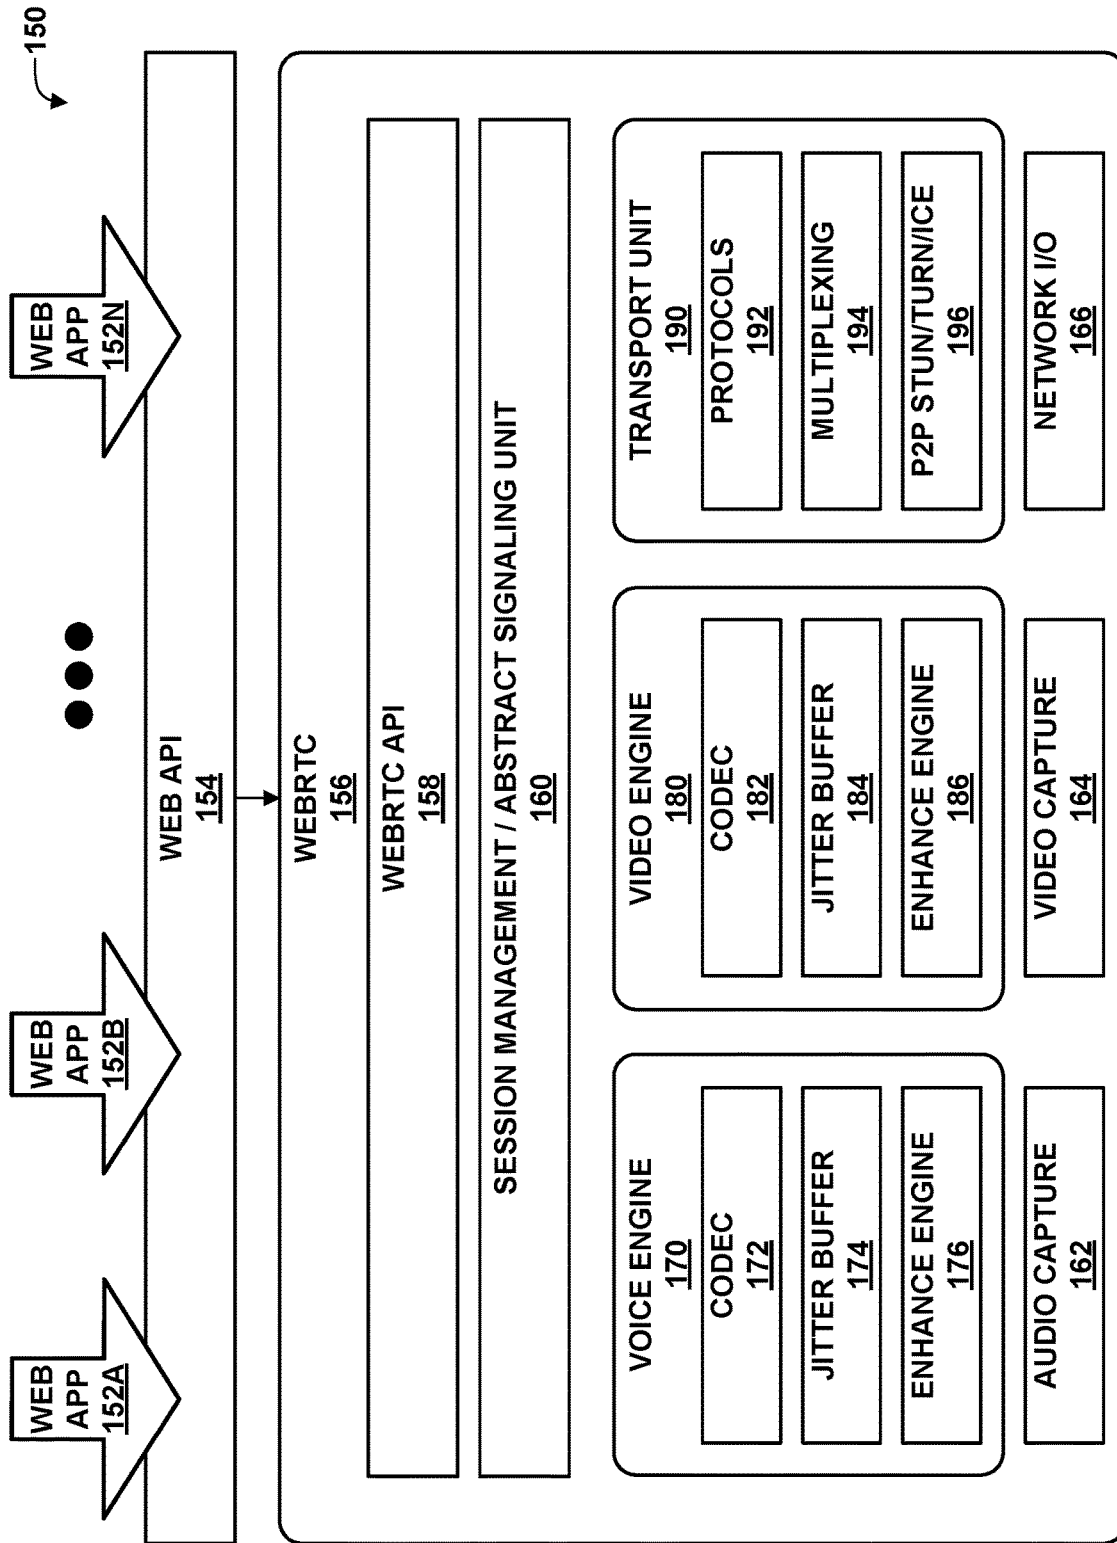 150
WEB
APP
152A
WEB
APP
152B
WEB
APP
152N
WEB API
154
WEBRTC
156
WEBRTC API
158
SESSION MANAGEMENT / ABSTRACT SIGNALING UNIT
160
VOICE ENGINE
170
CODEC
172
JITTER BUFFER
174
ENHANCE ENGINE
176
AUDIO CAPTURE
162
VIDEO ENGINE
180
CODEC
182
JITTER BUFFER
184
ENHANCE ENGINE
186
VIDEO CAPTURE
164
TRANSPORT UNIT
190
PROTOCOLS
192
MULTIPLEXING
194
P2P STUN/TURN/ICE
196
NETWORK I/O
166